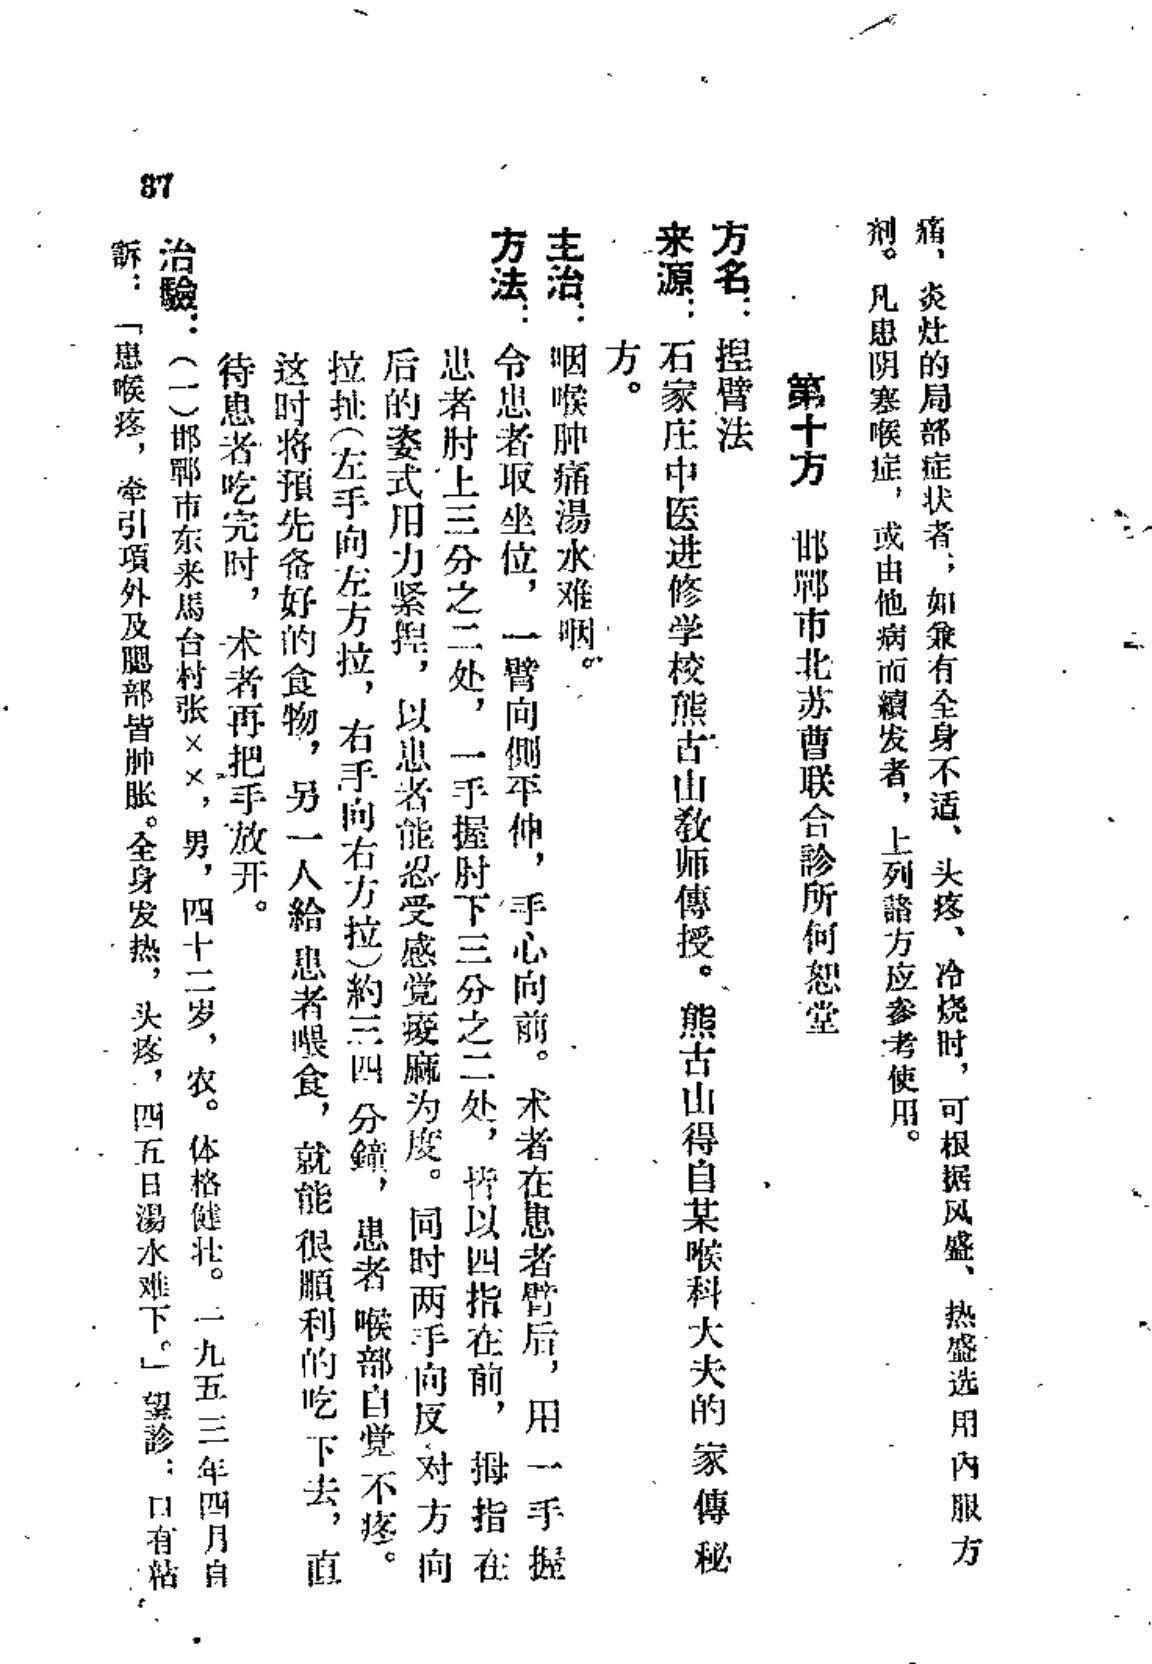 痛、炎灶的局部症状者；如兼有全身不适、头疼、冷烧时，可根据风盛、热盛选用内服方
剂。凡患阴寒喉症，或由他病而續发者，上列諸方应参考使用。
第十方　邯鄲市北苏曹联合診所何恕堂
方名：捏臂法
来源：石家庄中医进修学校熊古山教师傳授。熊古山得自某喉科大夫的家傳秘
方。
主治：咽喉肿痛湯水难咽。
方法：令患者取坐位，一臂向側平伸，手心向前。术者在患者臂后，用一手握
患者肘上三分之二处，一手握肘下三分之二处，皆以四指在前，拇指在
后的姿式用力紧捏，以患者能忍受感觉痠麻为度。同时两手向反对方向
拉扯（左手向左方拉，右手向右方拉）約三四分鐘，患者喉部自觉不疼。
这时将預先备好的食物，另一人給患者喂食，就能很順利的吃下去，直
待患者吃完时，术者再把手放开。
治驗：（一）邯鄲市东来馬台村张××，男，四十二岁，农。体格健壮。一九五三年四月自
訴：「患喉疼，牵引項外及腮部皆肿胀。全身发热，头疼，四五日湯水难下。」望診：口有粘
37